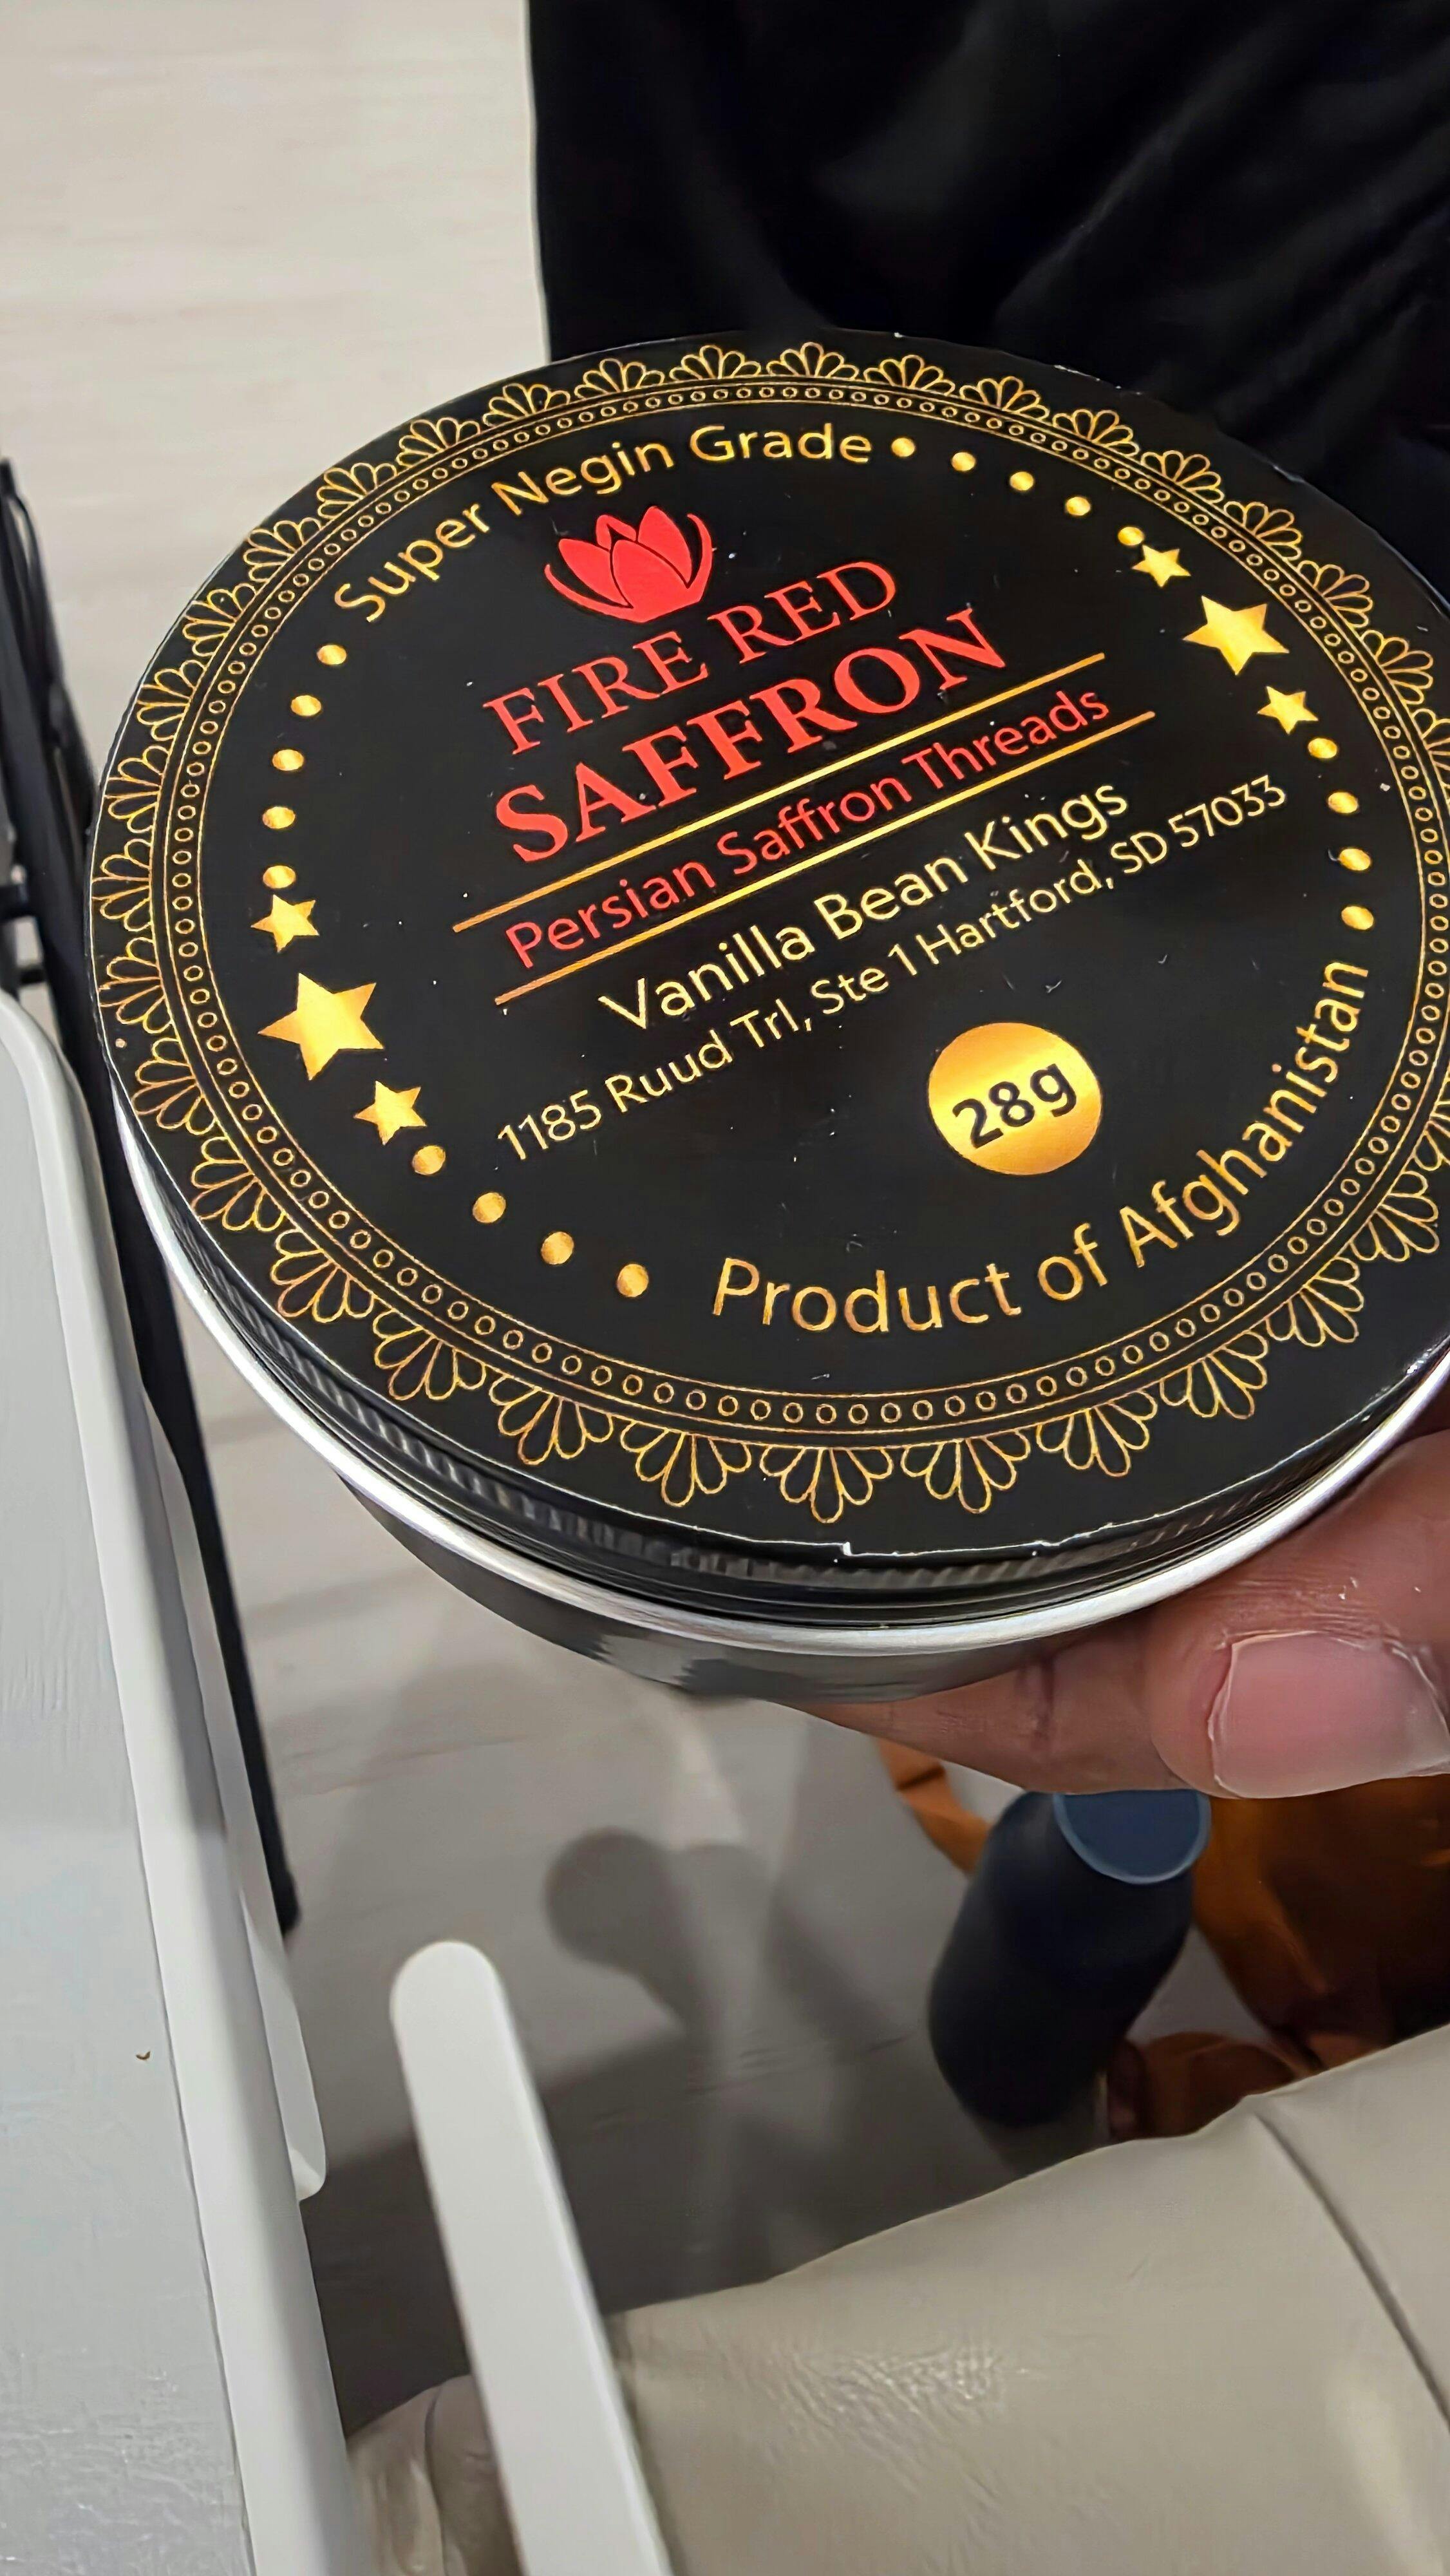 Super Negin Grade
FIRE RED
SAFFRON
Persian Saffron Threads
Vanilla Bean Kings
1185 Ruud Trl, Ste 1 Hartford, SD 57033
28g
Product of Afghanistan